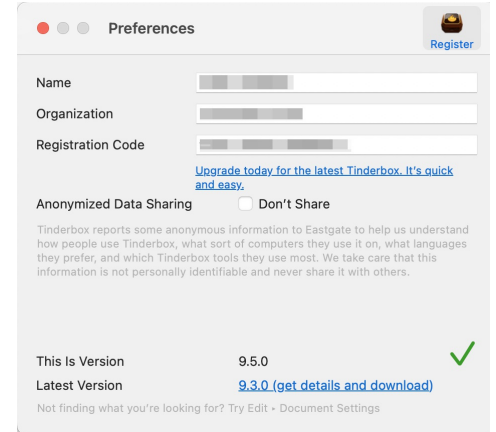 Preferences
Register
Name
Organization
Registration Code
Upgrade today for the latest Tinderbox. It's quick
and easy.
Anonymized Data Sharing Don't Share
Tinderbox reports some anonymous information to Eastgate to help us understand
how people use Tinderbox, what sort of computers they use it on, what languages
they prefer, and which Tinderbox tools they use most. We take care that this
information is not personally identifiable and never share it with others.
This Is Version 9.5.0
Latest Version 9.3.0 (get details and download)
Not finding what you're looking for? Try Edit • Document Settings